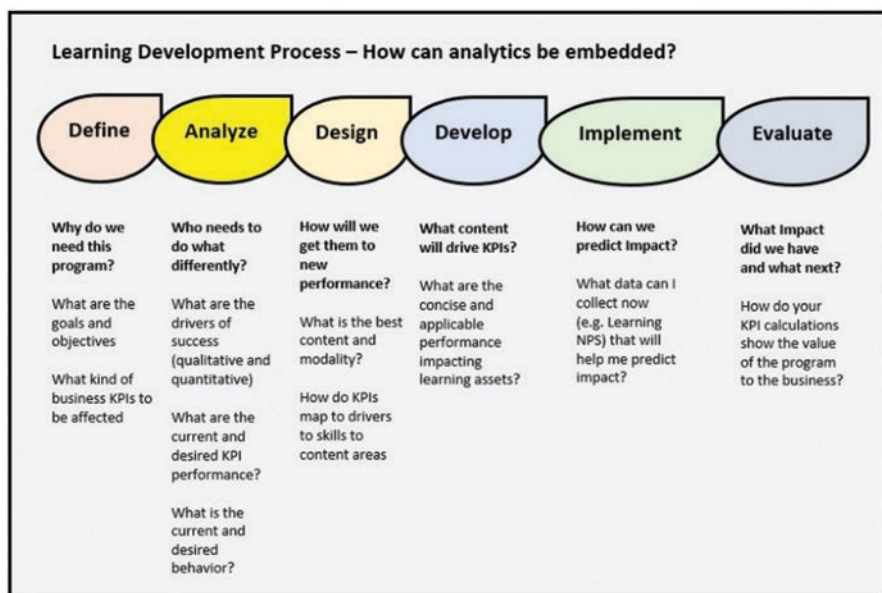 Learning Development Process – How can analytics be embedded?
Define
Analyze
Design
Develop
Implement
Evaluate
Why do we
need this
program?
What are the
goals and
objectives
What kind of
business KPIs to
be affected
Who needs to
do what
differently?
What are the
drivers of
success
(qualitative and
quantitative)
What are the
current and
desired KPI
performance?
What is the
current and
desired
behavior?
How will we
get them to
new
performance?
What is the best
content and
modality?
How do KPIs
map to drivers
to skills to
content areas
What content
will drive KPIs?
What are the
concise and
applicable
performance
impacting
learning assets?
How can we
predict Impact?
What data can I
collect now
(e.g. Learning
NPS) that will
help me predict
impact?
What Impact
did we have
and what next?
How do your
KPI calculations
show the value
of the program
to the business?